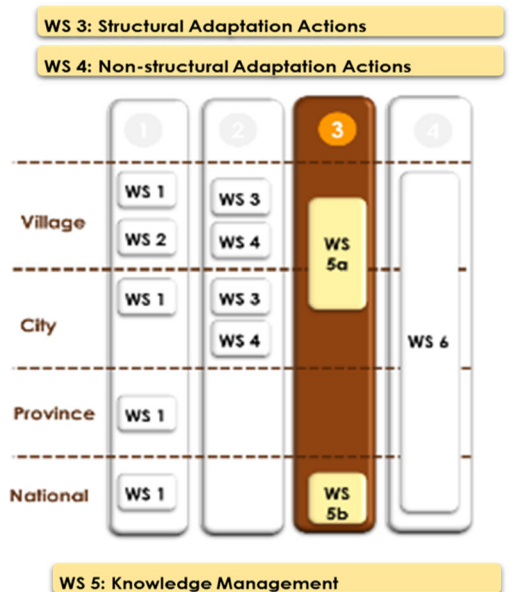 WS 3: Structural Adaptation Actions
WS 4: Non-structural Adaptation Actions
1 2 3 4
Village
WS 1
WS 2
WS 3
WS 4
WS
5a
City
WS 1
WS 3
WS 4
WS 6
Province
WS 1
National
WS 1
WS
5b
WS 5: Knowledge Management